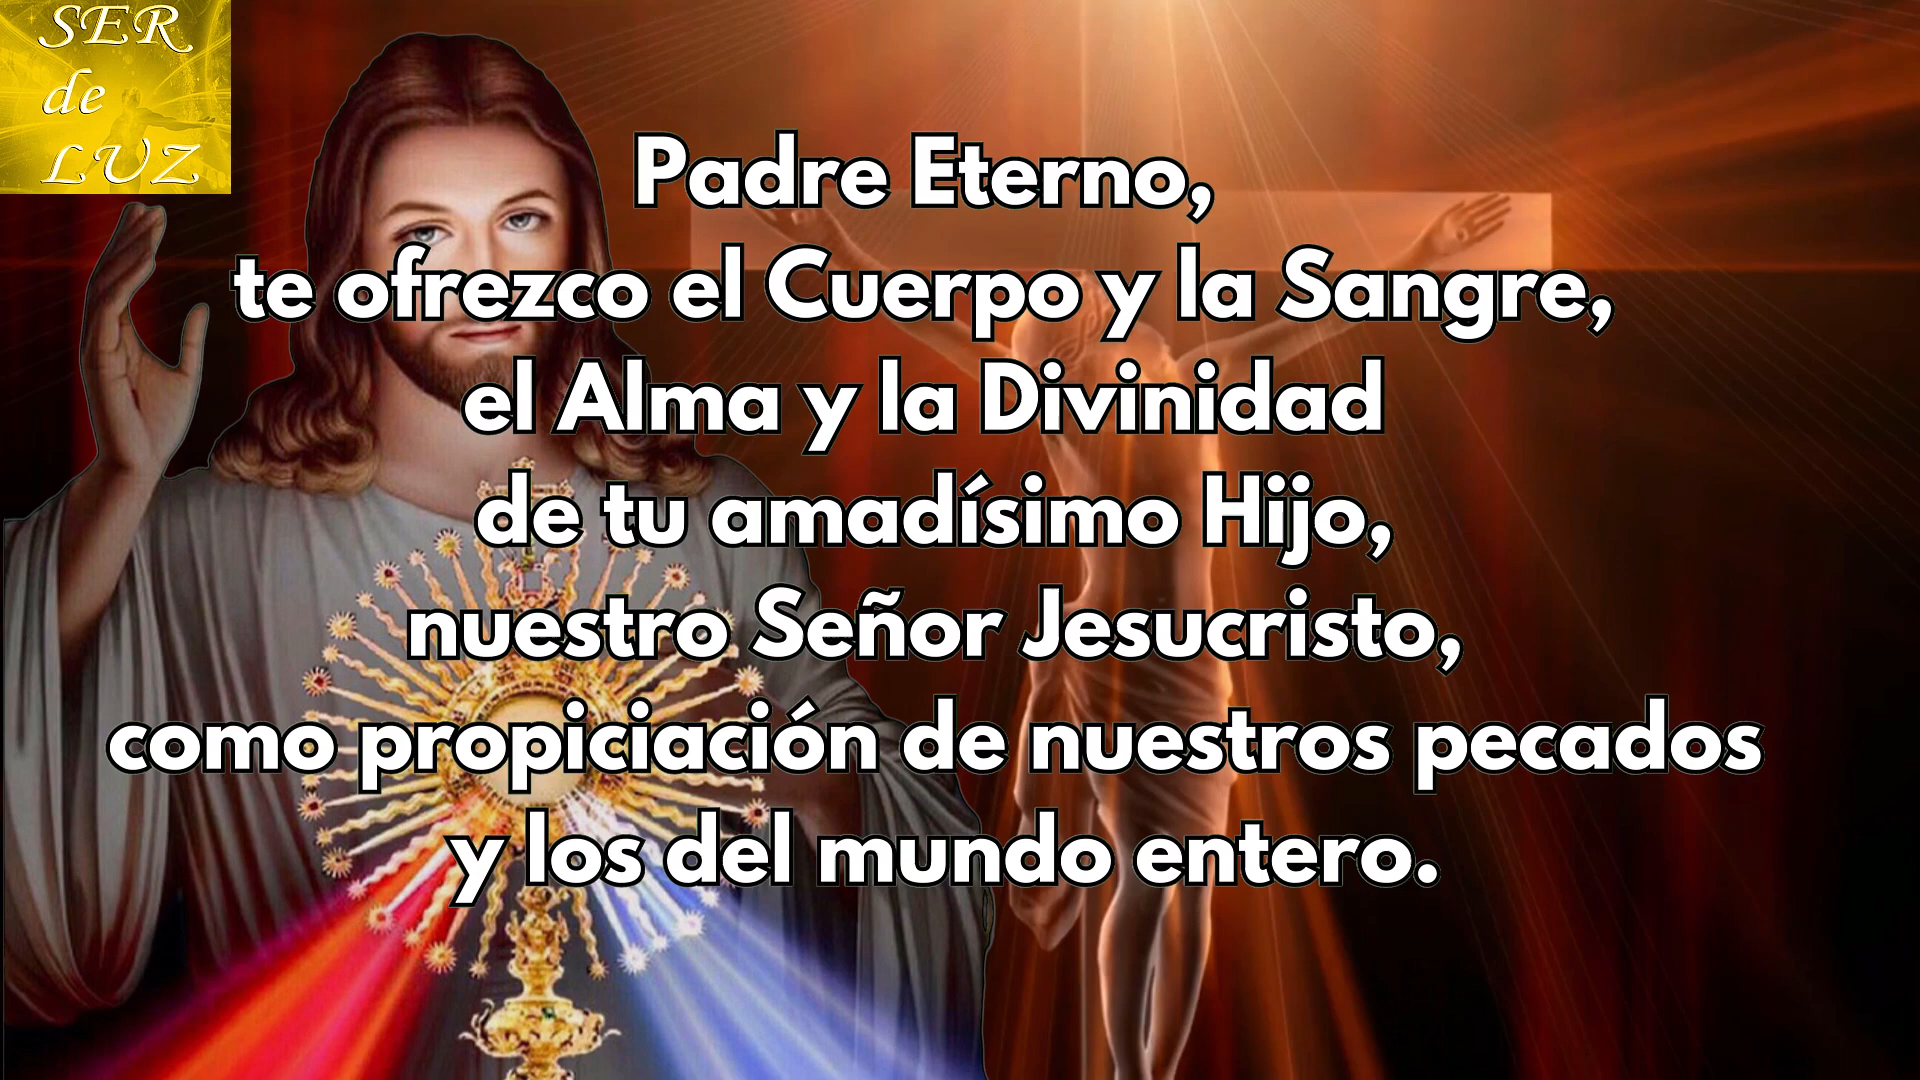 SER
de
LUZ
Padre Eterno,
te ofrezco el Cuerpo y la Sangre,
el Alma y la Divinidad
de tu amadísimo Hijo,
nuestro Señor Jesucristo,
como propiciación de nuestros pecados
y los del mundo entero.